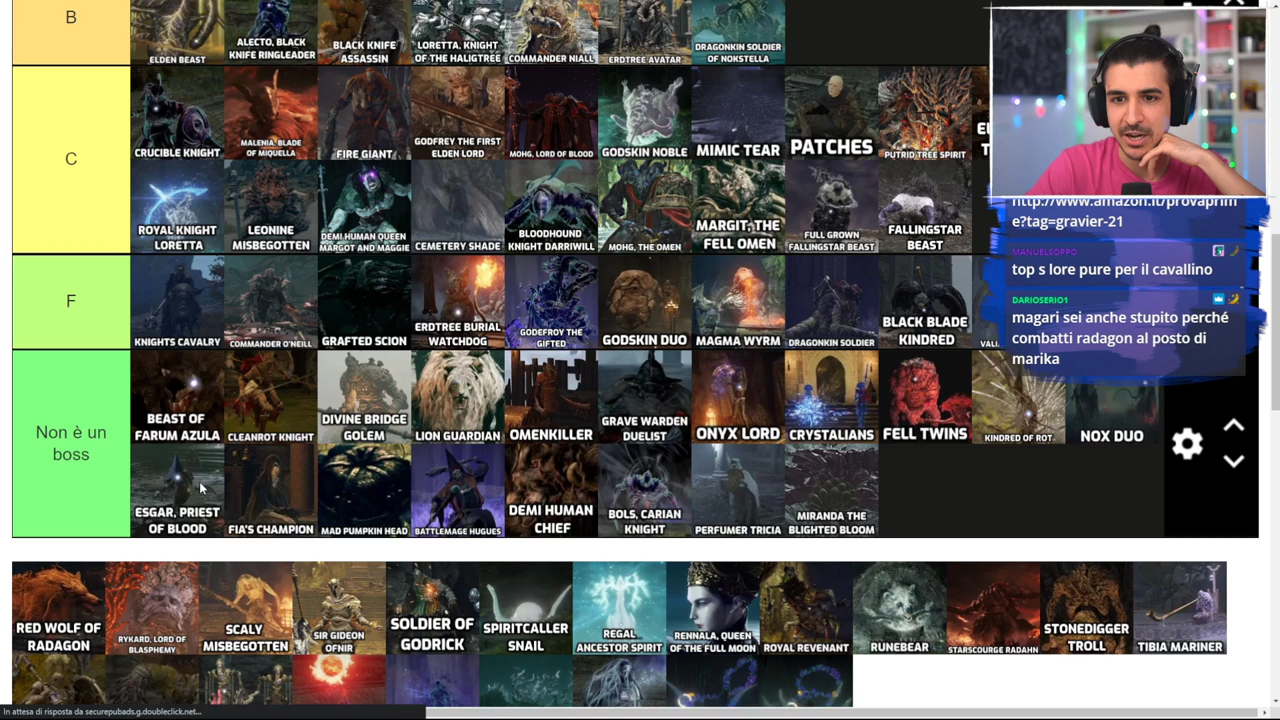 B
ELDEN BEAST
ALECTO, BLACK
KNIFE RINGLEADER
BLACK KNIFE
ASSASSIN
LORETTA, KNIGHT
OF THE HALIGTREE
COMMANDER NIALL
ERDTREE AVATAR
DRAGONKIN SOLDIER
OF NOKSTELLA
C
CRUCIBLE KNIGHT
MALENIA, BLADE
OF MIQUELLA
FIRE GIANT
GODFREY THE FIRST
ELDEN LORD
MOHG, LORD OF BLOOD
GODSKIN NOBLE
MIMIC TEAR
PATCHES
PUTRID TREE SPIRIT
ROYAL KNIGHT
LORETTA
LEONINE
MISBEGOTTEN
DEMI HUMAN QUEEN
MARGOT AND MAGGIE
CEMETERY SHADE
BLOODHOUND
KNIGHT DARRIWILL
MOHG, THE OMEN
MARGIT, THE
FELL OMEN
FULL GROWN
FALLINGSTAR BEAST
FALLINGSTAR
BEAST
F
KNIGHTS CAVALRY
COMMANDER O'NEILL
GRAFTED SCION
ERDTREE BURIAL
WATCHDOG
GODEFROY THE
GIFTED
GODSKIN DUO
MAGMA WYRM
DRAGONKIN SOLDIER
BLACK BLADE
KINDRED
Non è un
boss
BEAST OF
FARUM AZULA
CLEANROT KNIGHT
DIVINE BRIDGE
GOLEM
LION GUARDIAN
OMENKILLER
GRAVE WARDEN
DUELIST
ONYX LORD
CRYSTALIANS
FELL TWINS
KINDRED OF ROT
NOX DUO
ESGAR, PRIEST
OF BLOOD
FIA'S CHAMPION
MAD PUMPKIN HEAD
BATTLEMAGE HUGUES
DEMI HUMAN
CHIEF
BOLS, CARIAN
KNIGHT
PERFUMER TRICIA
MIRANDA THE
BLIGHTED BLOOM
RED WOLF OF
RADAGON
RYKARD, LORD OF
BLASPHEMY
SCALY
MISBEGOTTEN
SIR GIDEON
OFNIR
SOLDIER OF
GODRICK
SPIRITCALLER
SNAIL
REGAL
ANCESTOR SPIRIT
RENNALA, QUEEN
OF THE FULL MOON
ROYAL REVENANT
RUNEBEAR
STARSCOURGE RADAHN
STONEDIGGER
TROLL
TIBIA MARINER
http://www.amazon.it/provaprim
e?tag=gravier-21
MANUELSOPPO
top s lore pure per il cavallino
DARIOSERIO1
magari sei anche stupito perché
combatti radagon al posto di
marika
In attesa di risposta da securepubads.g.doubleclick.net...